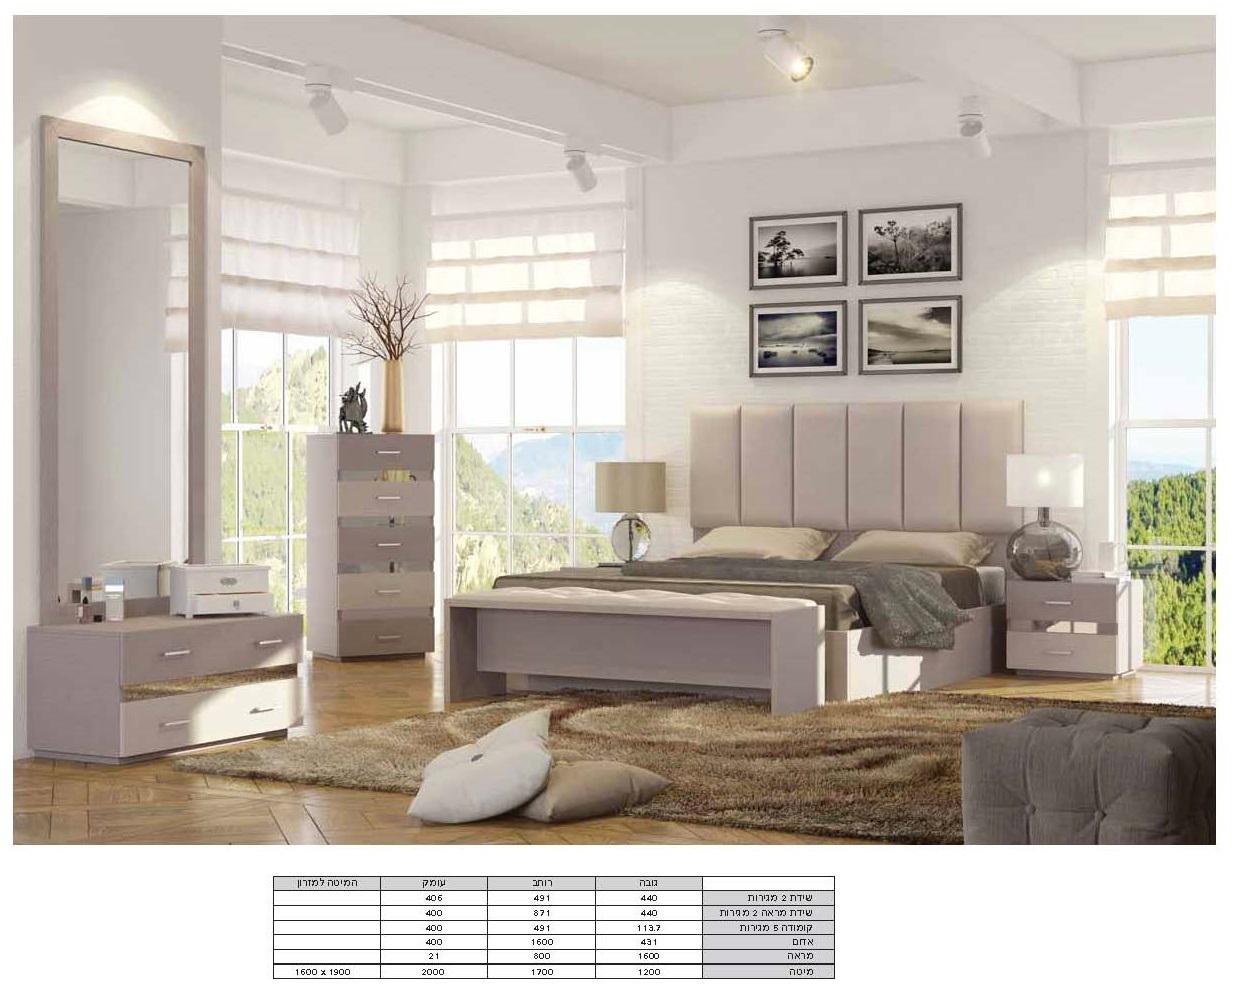 גובה רוחב עומק המיטה למזרון
שידת 2 מגירות 440 491 406
שידת מראה 2 מגירות 440 871 400
קומודה 5 מגירות 113.7 491 400
אדום 431 1600 400
מראה 1600 800 21
מיטה 1200 1700 2000 1600 x 1900